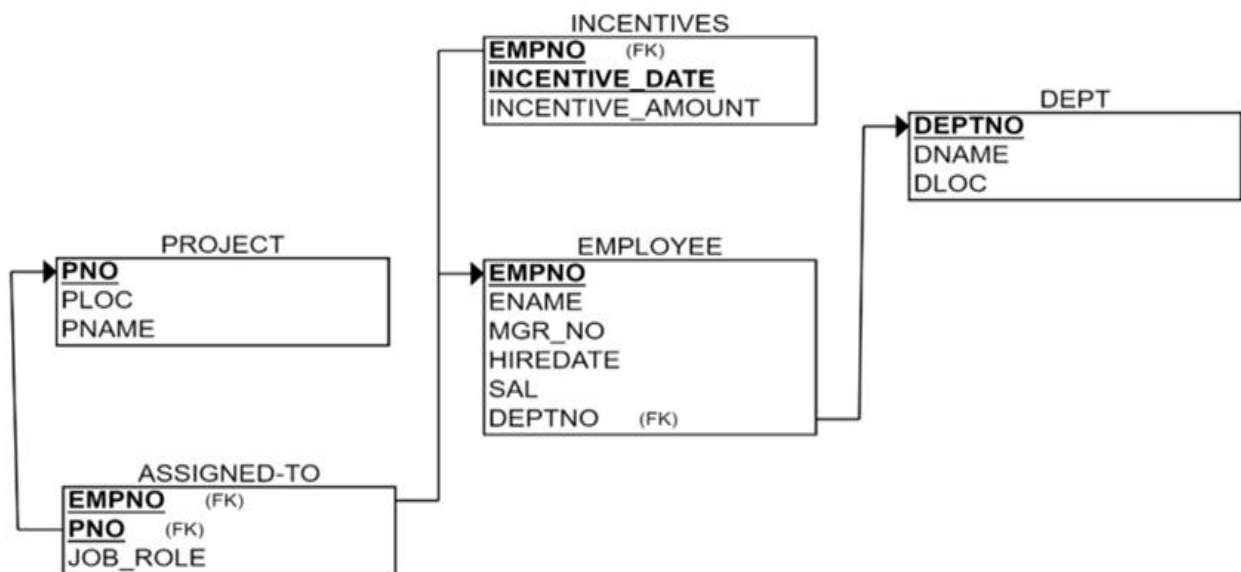 INCENTIVES
EMPNO (FK)
INCENTIVE_DATE
INCENTIVE_AMOUNT
DEPT
DEPTNO
DNAME
DLOC
PROJECT
PNO
PLOC
PNAME
EMPLOYEE
EMPNO
ENAME
MGR_NO
HIREDATE
SAL
DEPTNO (FK)
ASSIGNED-TO
EMPNO (FK)
PNO (FK)
JOB_ROLE